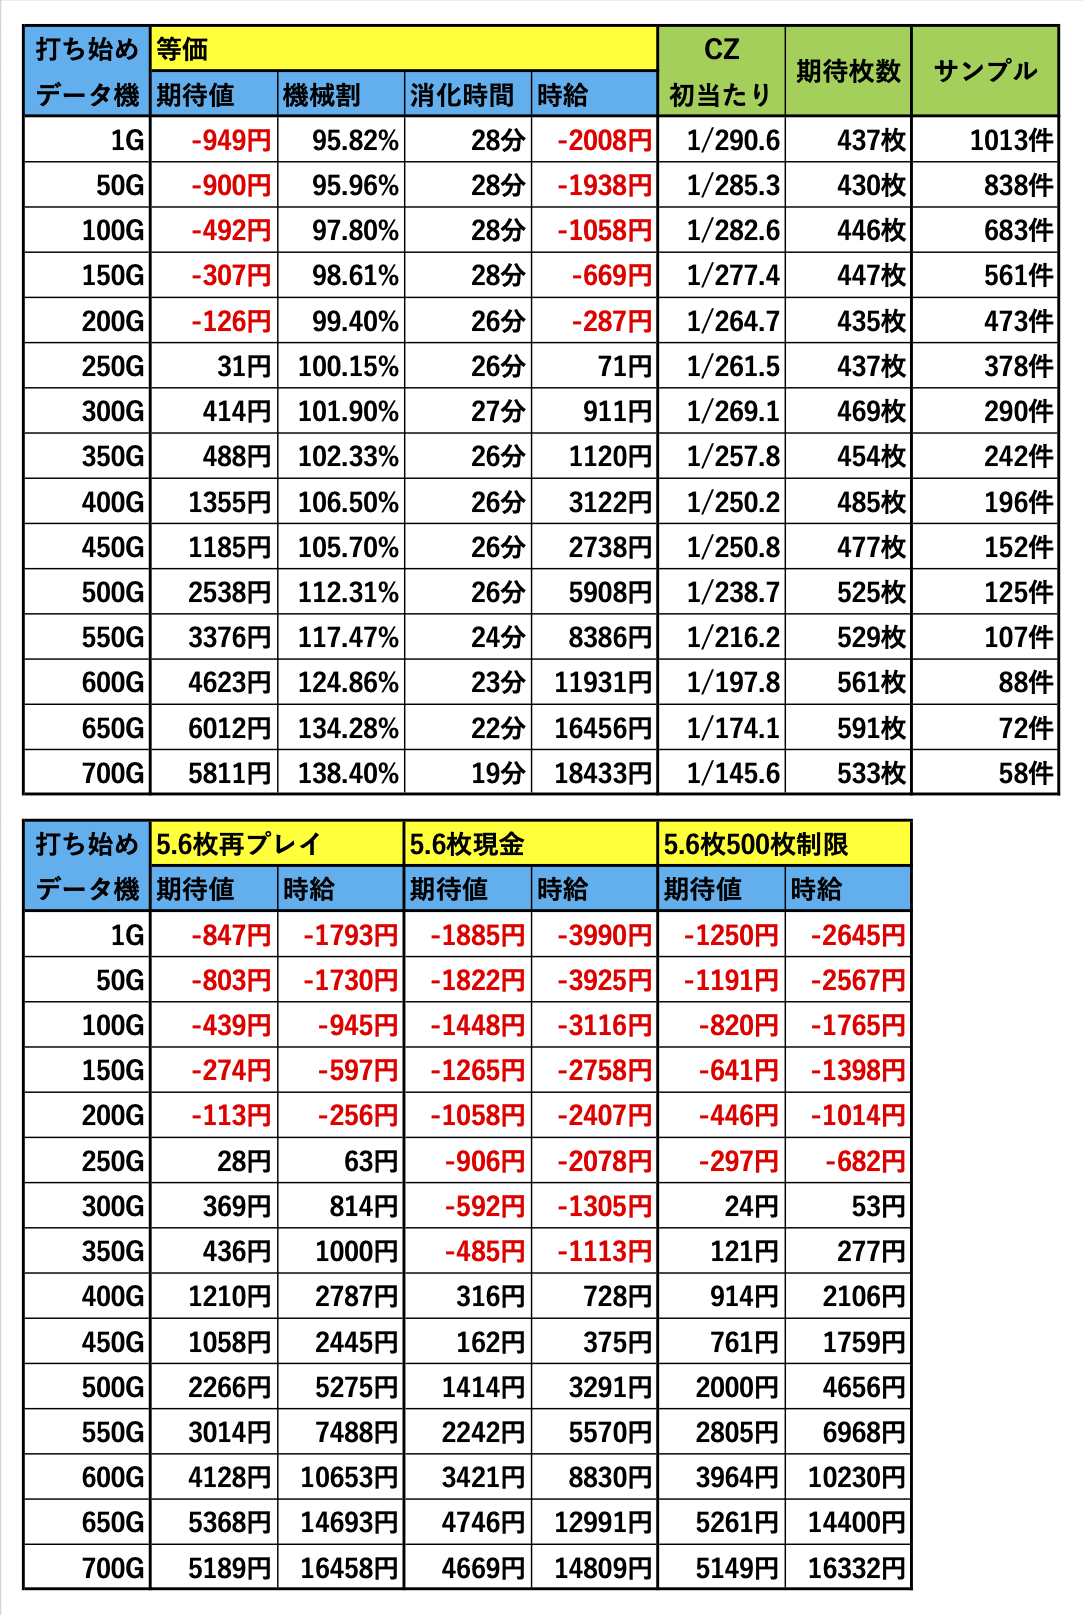 打ち始め 等価 CZ 期待枚数 サンプル
データ機 期待値 機械割 消化時間 時給 初当たり
1G -949円 95.82% 28分 -2008円 1/290.6 437枚 1013件
50G -900円 95.96% 28分 -1938円 1/285.3 430枚 838件
100G -492円 97.80% 28分 -1058円 1/282.6 446枚 683件
150G -307円 98.61% 28分 -669円 1/277.4 447枚 561件
200G -126円 99.40% 26分 -287円 1/264.7 435枚 473件
250G 31円 100.15% 26分 71円 1/261.5 437枚 378件
300G 414円 101.90% 27分 911円 1/269.1 469枚 290件
350G 488円 102.33% 26分 1120円 1/257.8 454枚 242件
400G 1355円 106.50% 26分 3122円 1/250.2 485枚 196件
450G 1185円 105.70% 26分 2738円 1/250.8 477枚 152件
500G 2538円 112.31% 26分 5908円 1/238.7 525枚 125件
550G 3376円 117.47% 24分 8386円 1/216.2 529枚 107件
600G 4623円 124.86% 23分 11931円 1/197.8 561枚 88件
650G 6012円 134.28% 22分 16456円 1/174.1 591枚 72件
700G 5811円 138.40% 19分 18433円 1/145.6 533枚 58件
打ち始め 5.6枚再プレイ 5.6枚現金 5.6枚500枚制限
データ機 期待値 時給 期待値 時給 期待値 時給
1G -847円 -1793円 -1885円 -3990円 -1250円 -2645円
50G -803円 -1730円 -1822円 -3925円 -1191円 -2567円
100G -439円 -945円 -1448円 -3116円 -820円 -1765円
150G -274円 -597円 -1265円 -2758円 -641円 -1398円
200G -113円 -256円 -1058円 -2407円 -446円 -1014円
250G 28円 63円 -906円 -2078円 -297円 -682円
300G 369円 814円 -592円 -1305円 24円 53円
350G 436円 1000円 -485円 -1113円 121円 277円
400G 1210円 2787円 316円 728円 914円 2106円
450G 1058円 2445円 162円 375円 761円 1759円
500G 2266円 5275円 1414円 3291円 2000円 4656円
550G 3014円 7488円 2242円 5570円 2805円 6968円
600G 4128円 10653円 3421円 8830円 3964円 10230円
650G 5368円 14693円 4746円 12991円 5261円 14400円
700G 5189円 16458円 4669円 14809円 5149円 16332円